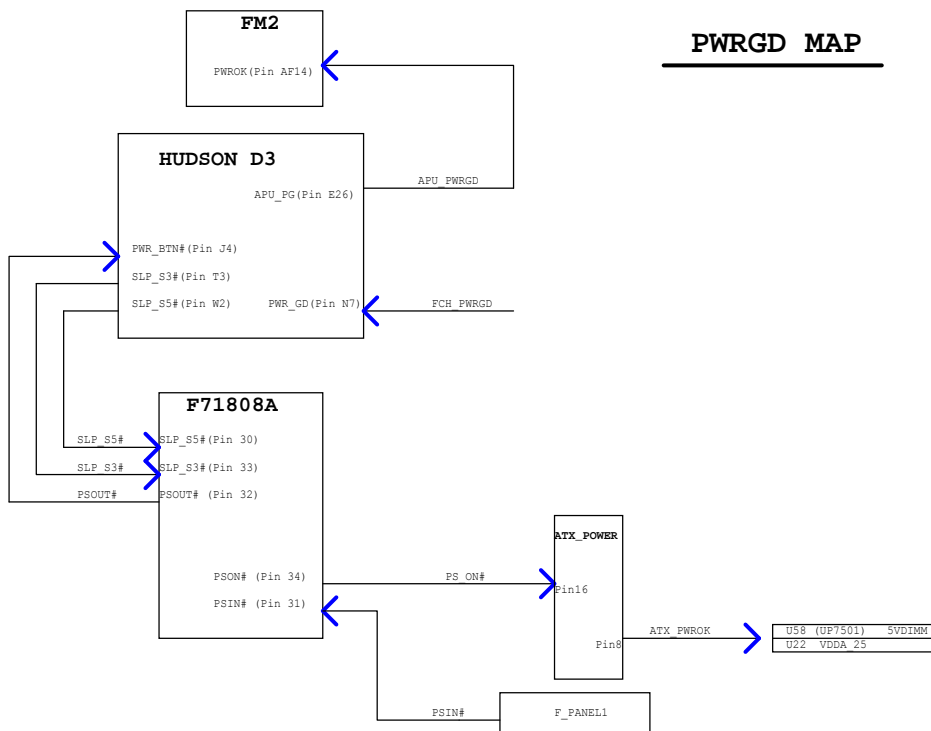 FM2
PWRGD MAP
PWROK(Pin AF14)
HUDSON D3
APU_PG(Pin E26)
APU_PWRGD
PWR_BTN#(Pin J4)
SLP_S3#(Pin T3)
SLP_S5#(Pin W2)
PWR_GD(Pin N7)
FCH_PWRGD
F71808A
SLP_S5#
SLP_S5#(Pin 30)
SLP_S3#
SLP_S3#(Pin 33)
PSOUT#
PSOUT# (Pin 32)
ATX_POWER
PSON# (Pin 34)
PS_ON#
Pin16
PSIN# (Pin 31)
ATX_PWROK
Pin8
U58 (UP7501) 5VDIMM
U22 VDDA_25
PSIN#
F_PANEL1